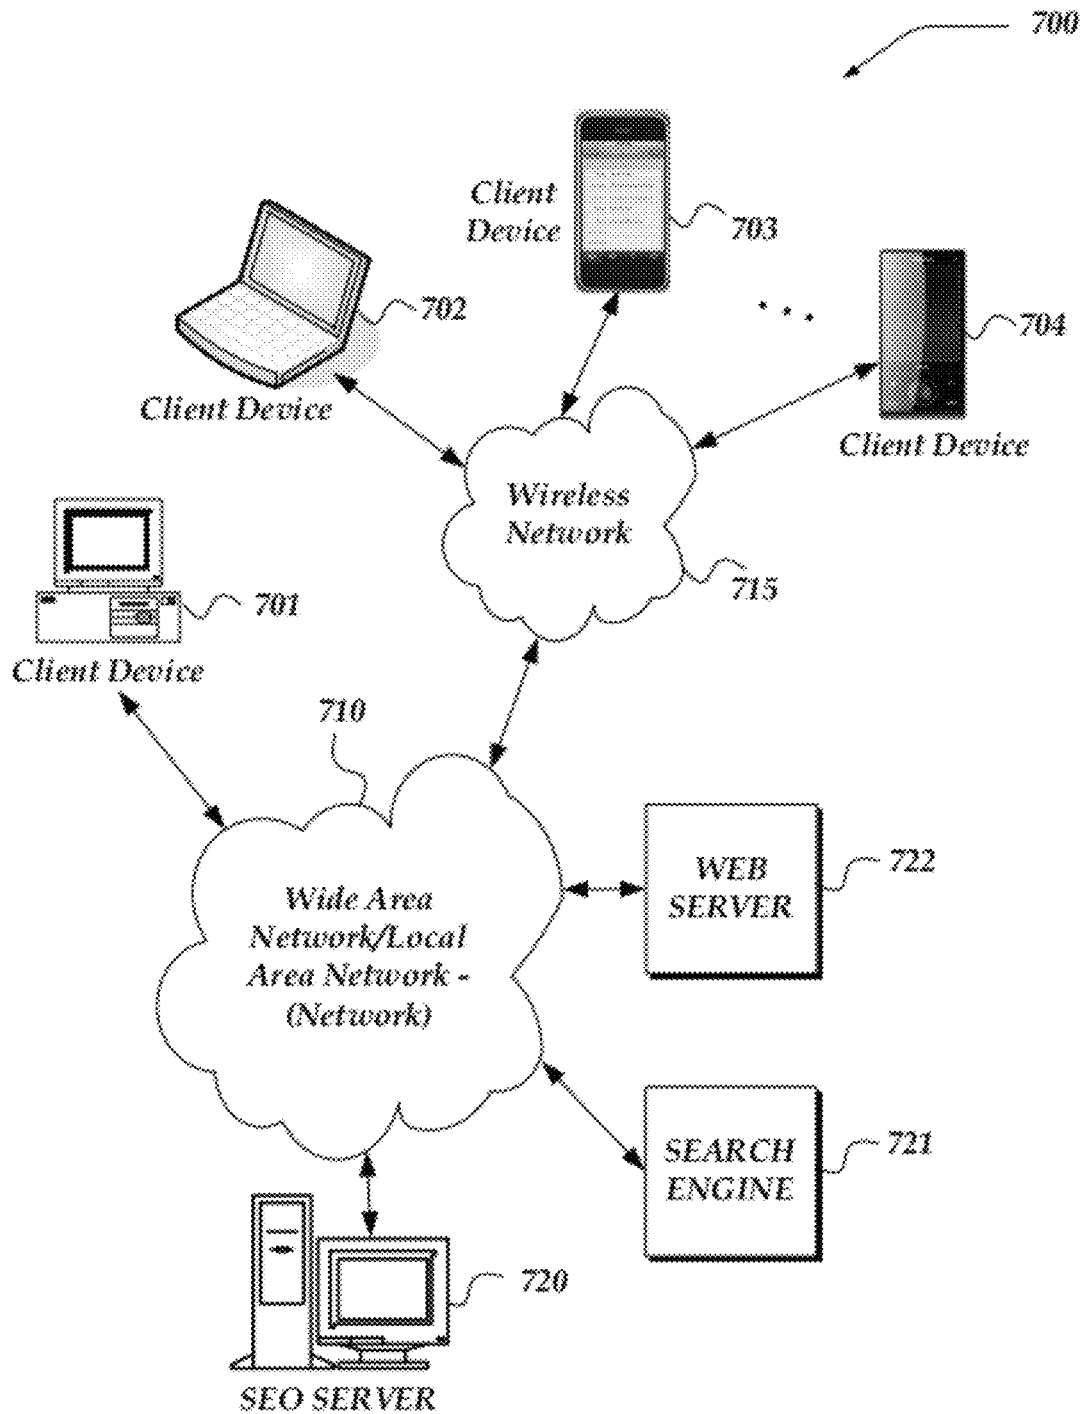 700
Client
Device
703
702
704
Client Device
Client Device
Wireless
Network
715
701
Client Device
710
Wide Area
Network/Local
Area Network -
(Network)
WEB
SERVER
722
SEARCH
ENGINE
721
720
SEO SERVER